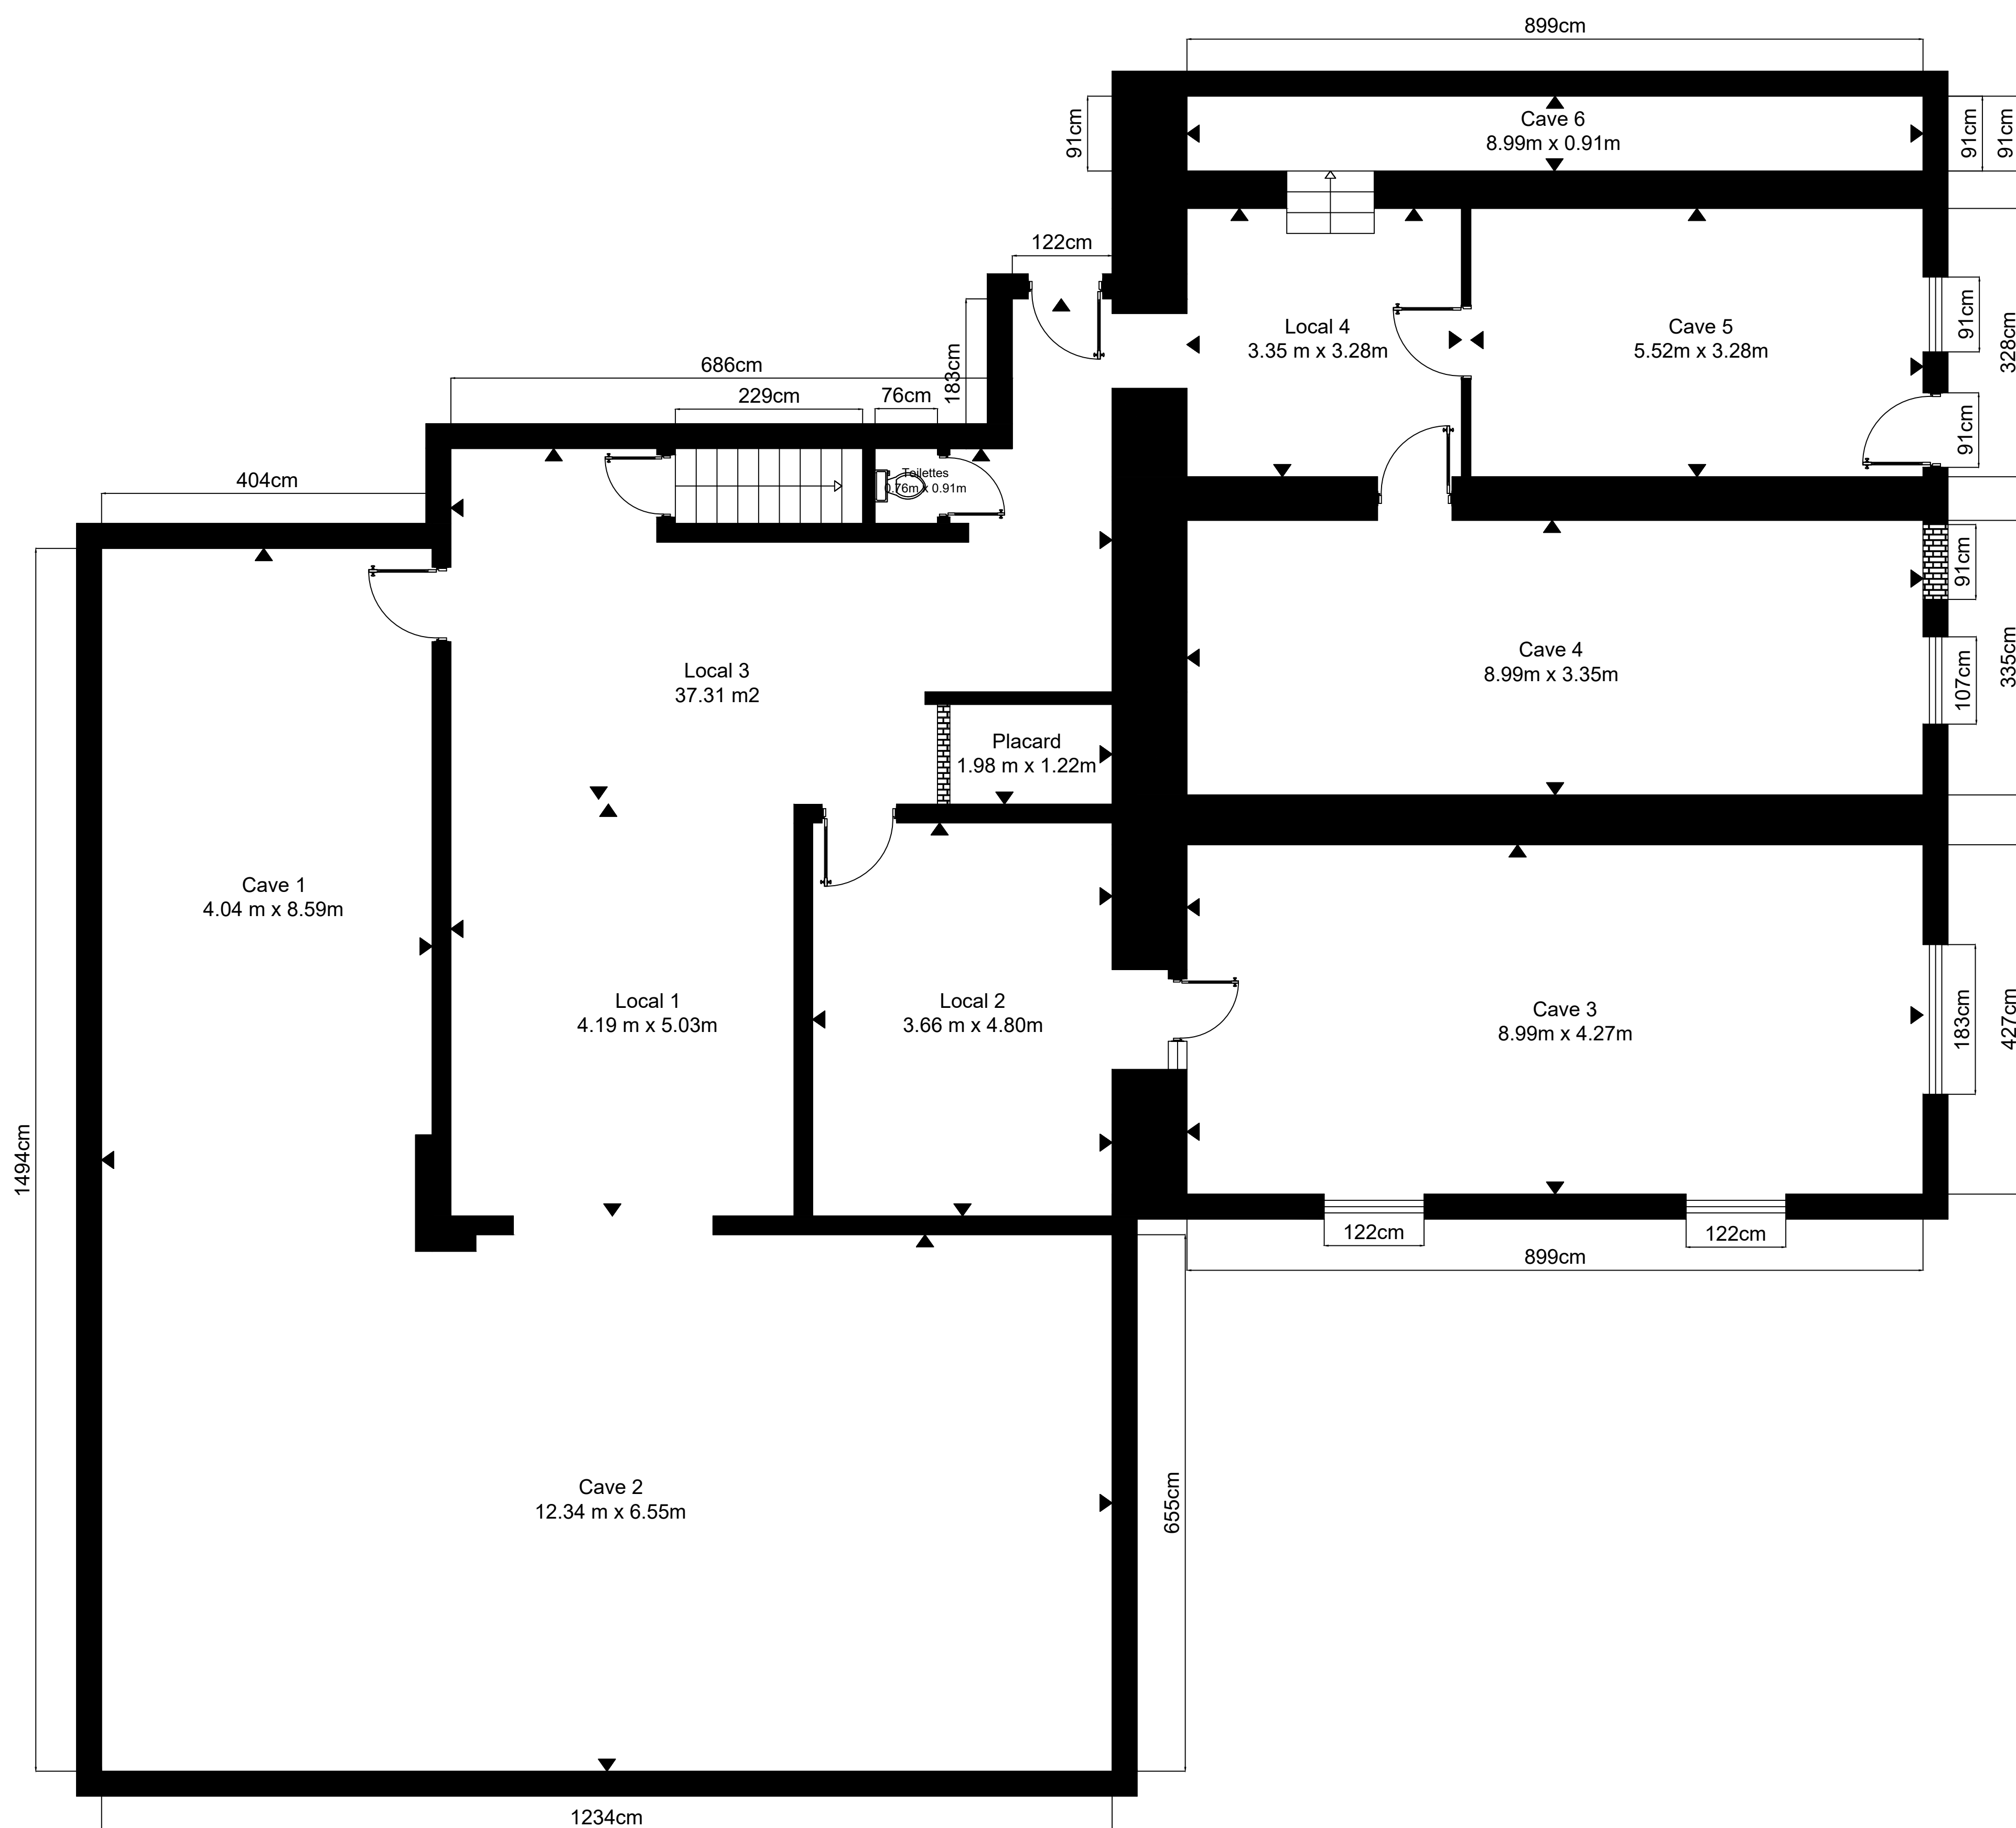 899cm
91cm
Cave 6
8.99m x 0.91m
91cm
91cm
122cm
183cm
Local 4
3.35 m x 3.28m
Cave 5
5.52m x 3.28m
91cm
328cm
91cm
686cm
229cm
76cm
Toilettes
0.76m x 0.91m
404cm
91cm
Local 3
37.31 m2
Cave 4
8.99m x 3.35m
107cm
335cm
Placard
1.98 m x 1.22m
Cave 1
4.04 m x 8.59m
Local 1
4.19 m x 5.03m
Local 2
3.66 m x 4.80m
Cave 3
8.99m x 4.27m
183cm
427cm
1494cm
122cm
122cm
899cm
Cave 2
12.34 m x 6.55m
655cm
1234cm